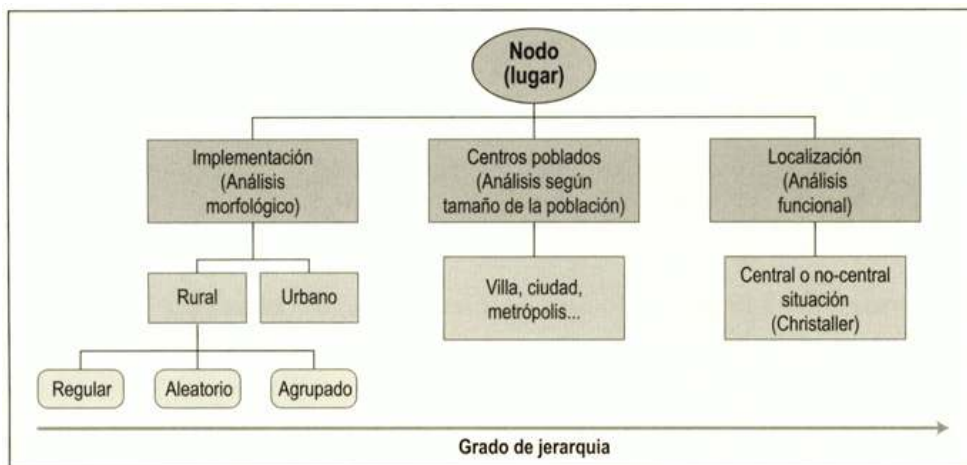 Nodo
(lugar)
Implementación
(Análisis
morfológico)
Centros poblados
(Análisis según
tamaño de la población)
Localización
(Análisis
funcional)
Rural
Urbano
Villa, ciudad,
metrópolis...
Central o no-central
situación
(Christaller)
Regular
Aleatorio
Agrupado
Grado de jerarquia